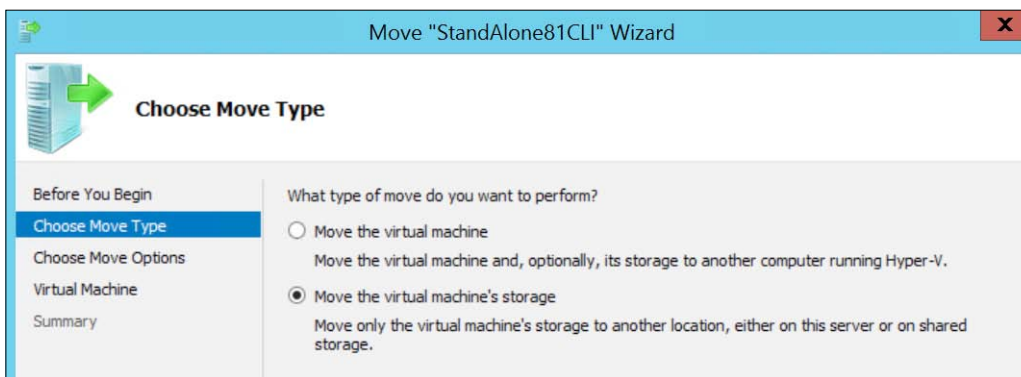 Move "StandAlone81CLI" Wizard
X
Choose Move Type
Before You Begin
Choose Move Type
Choose Move Options
Virtual Machine
Summary
What type of move do you want to perform?
Move the virtual machine
Move the virtual machine and, optionally, its storage to another computer running Hyper-V.
Move the virtual machine's storage
Move only the virtual machine's storage to another location, either on this server or on shared
storage.